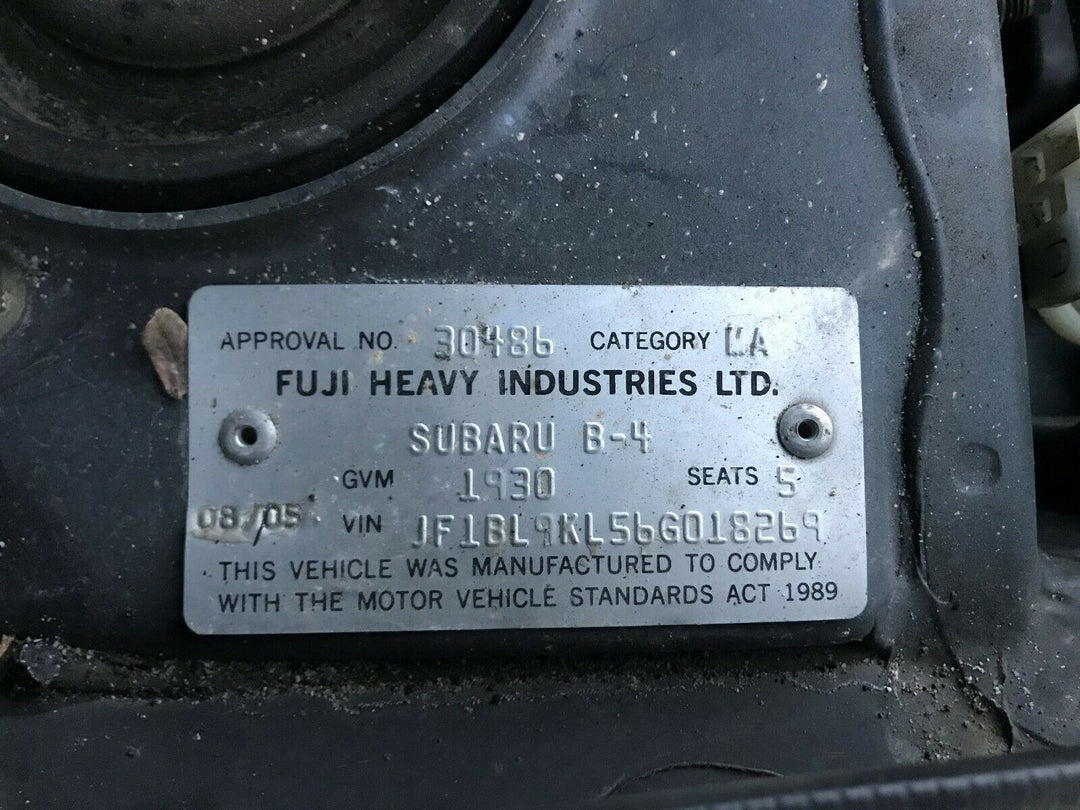 APPROVAL NO. 30486 CATEGORY MA
FUJI HEAVY INDUSTRIES LTD.
SUBARU B-4
GVM 1930 SEATS 5
08/05 VIN JF1BL9KL56G018269
THIS VEHICLE WAS MANUFACTURED TO COMPLY
WITH THE MOTOR VEHICLE STANDARDS ACT 1989